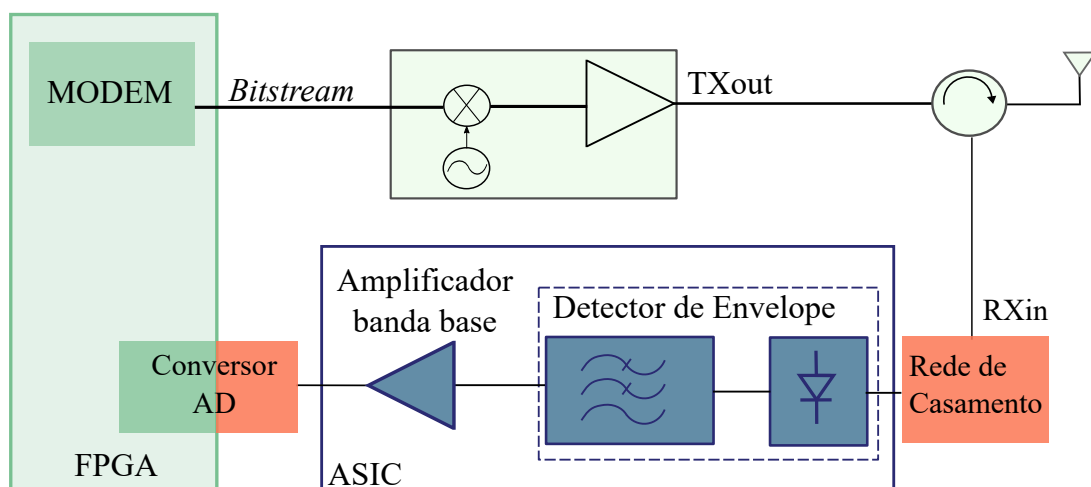 MODEM
Bitstream
TXout
Amplificador
banda base
Detector de Envelope
RXin
Conversor
AD
Rede de
Casamento
FPGA
ASIC